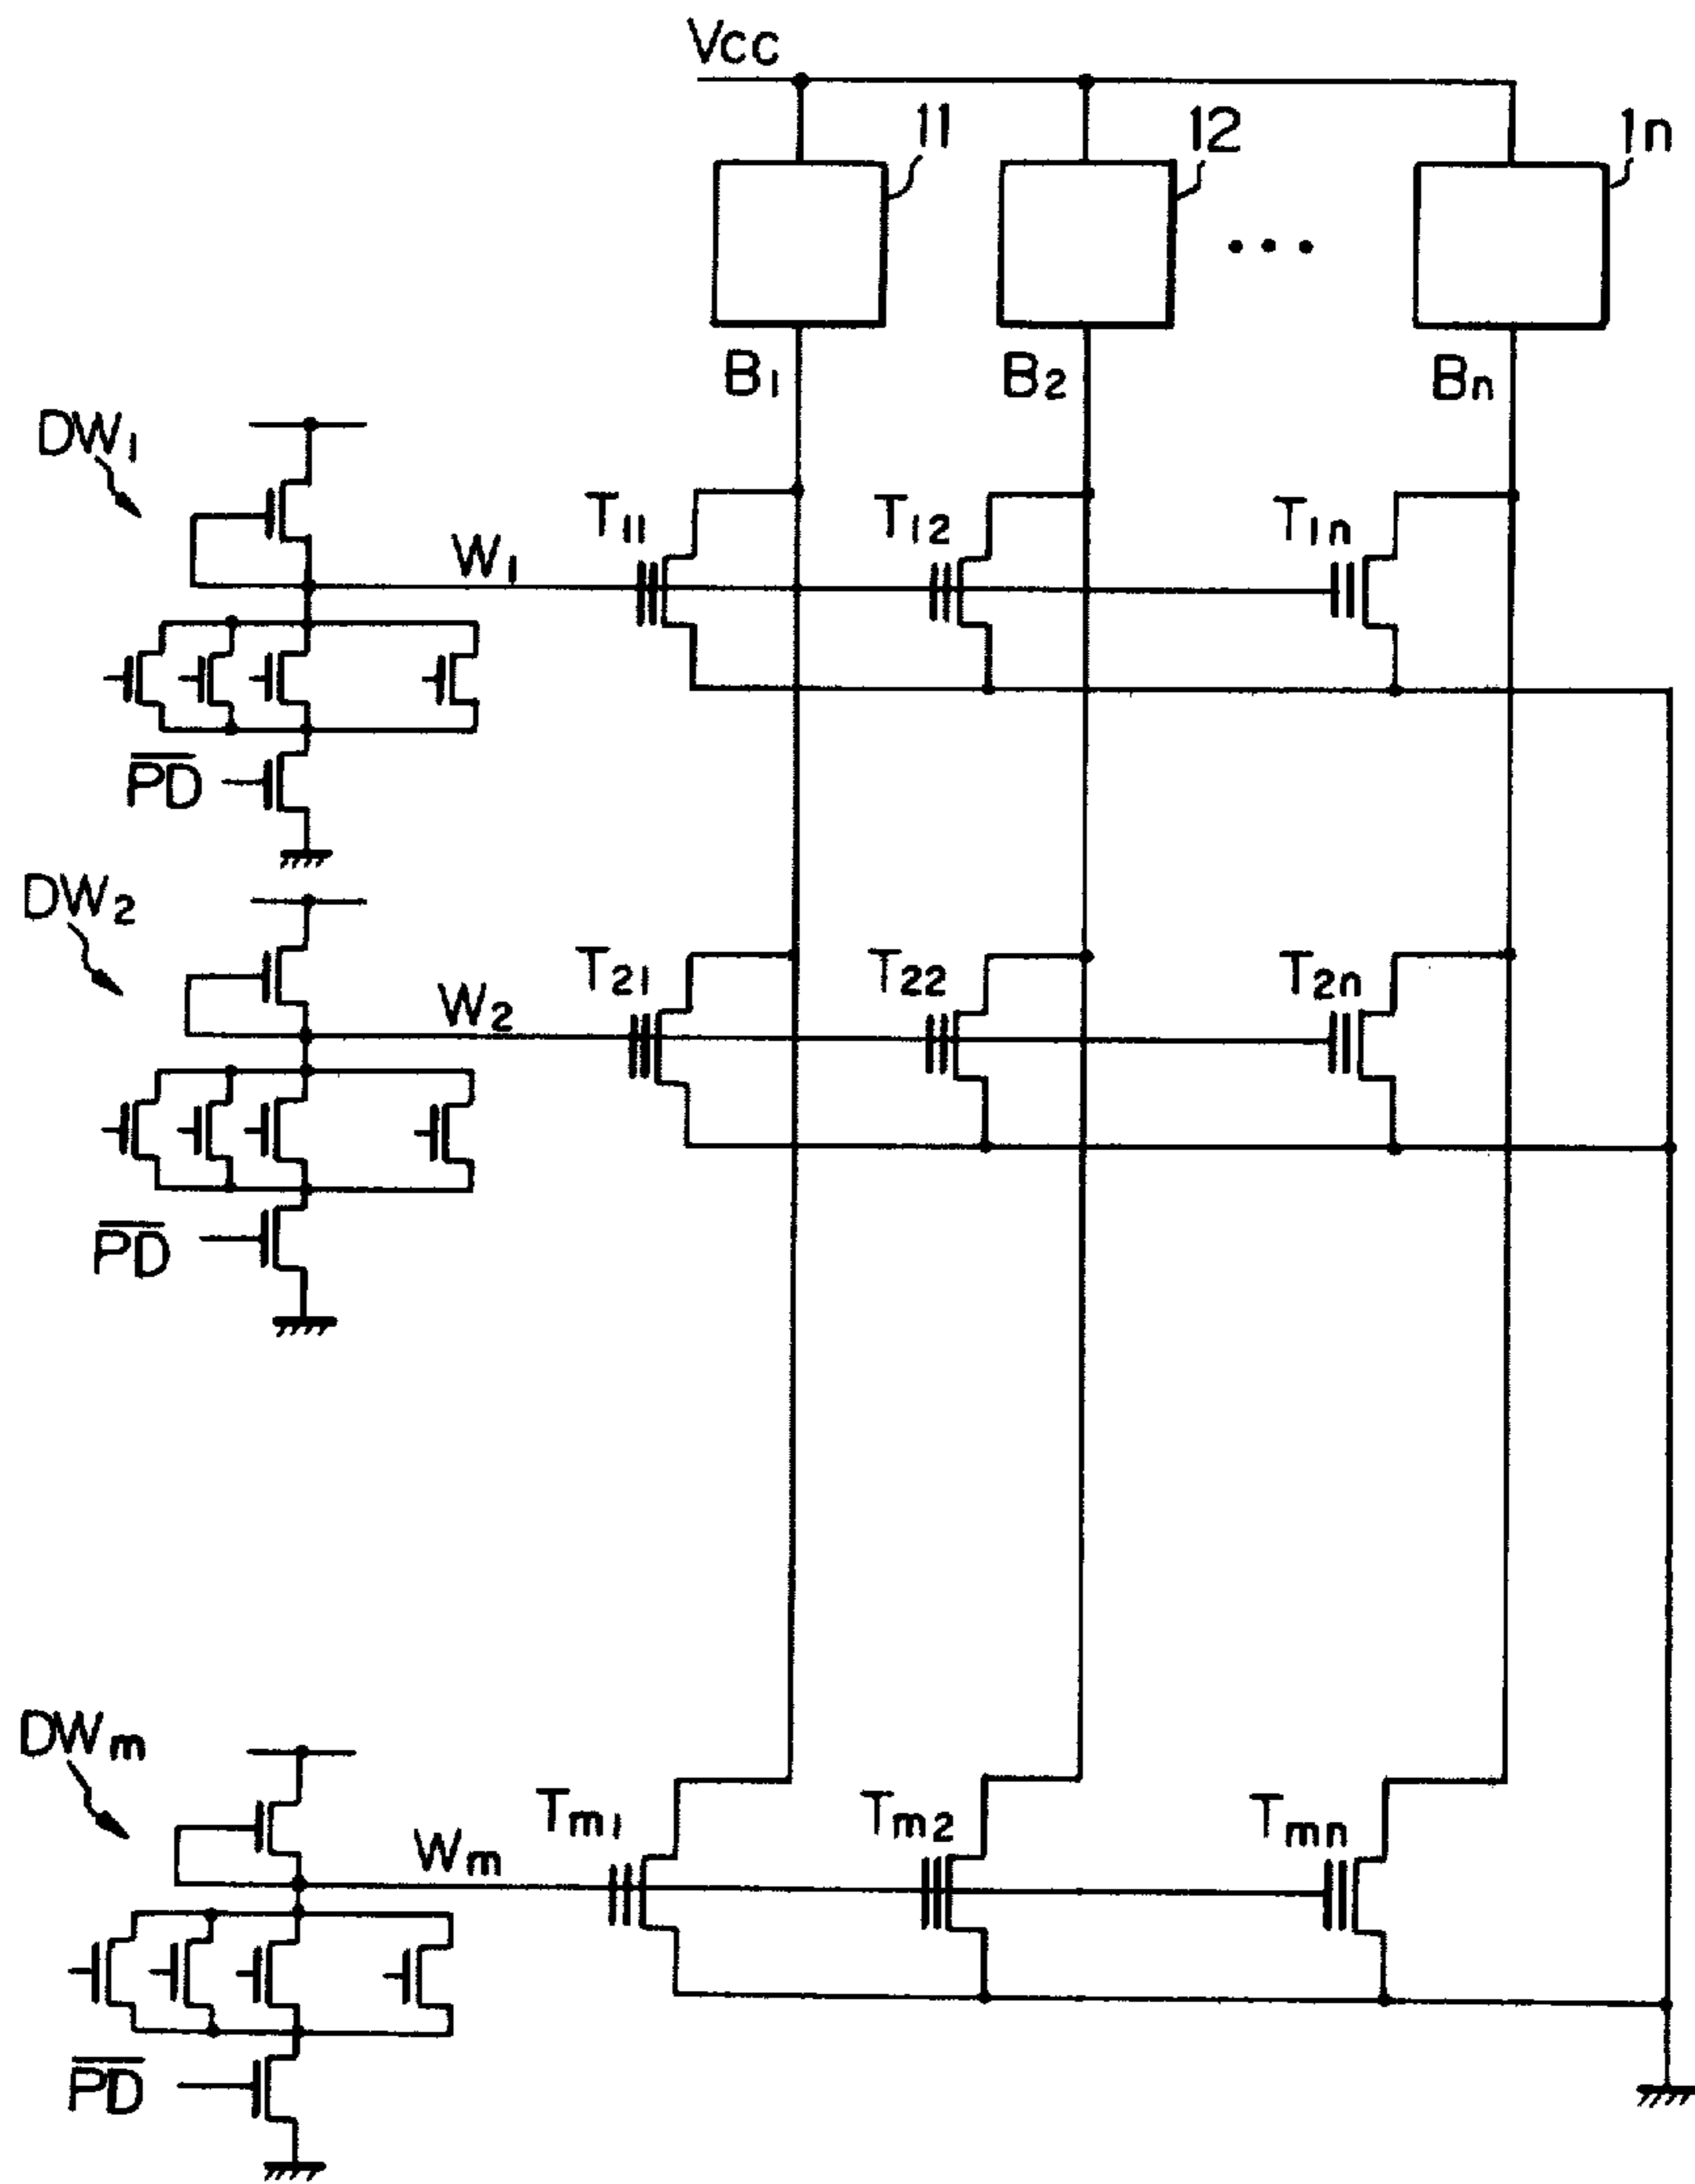 Vcc
11 12 1n
B1 B2 Bn
DW1
T11 T12 T1n
W1
PD
DW2
T21 T22 T2n
W2
PD
DWm
Tm1 Tm2 Tmn
Wm
PD